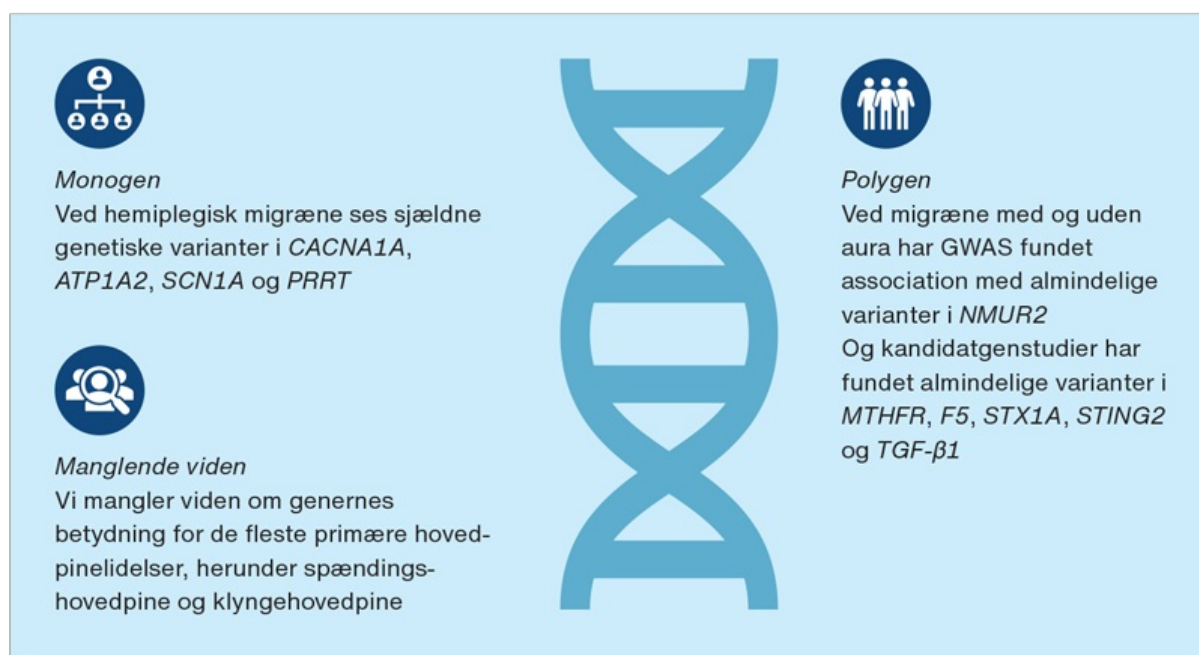 Monogen
Ved hemiplegisk migræne ses sjældne
genetiske varianter i CACNA1A,
ATP1A2, SCN1A og PRRT
Manglende viden
Vi mangler viden om genernes
betydning for de fleste primære hoved-
pinelidelser, herunder spændings-
hovedpine og klyngehovedpine
Polygen
Ved migræne med og uden
aura har GWAS fundet
association med almindelige
varianter i NMUR2
Og kandidatgenstudier har
fundet almindelige varianter i
MTHFR, F5, STX1A, STING2
og TGF-β1